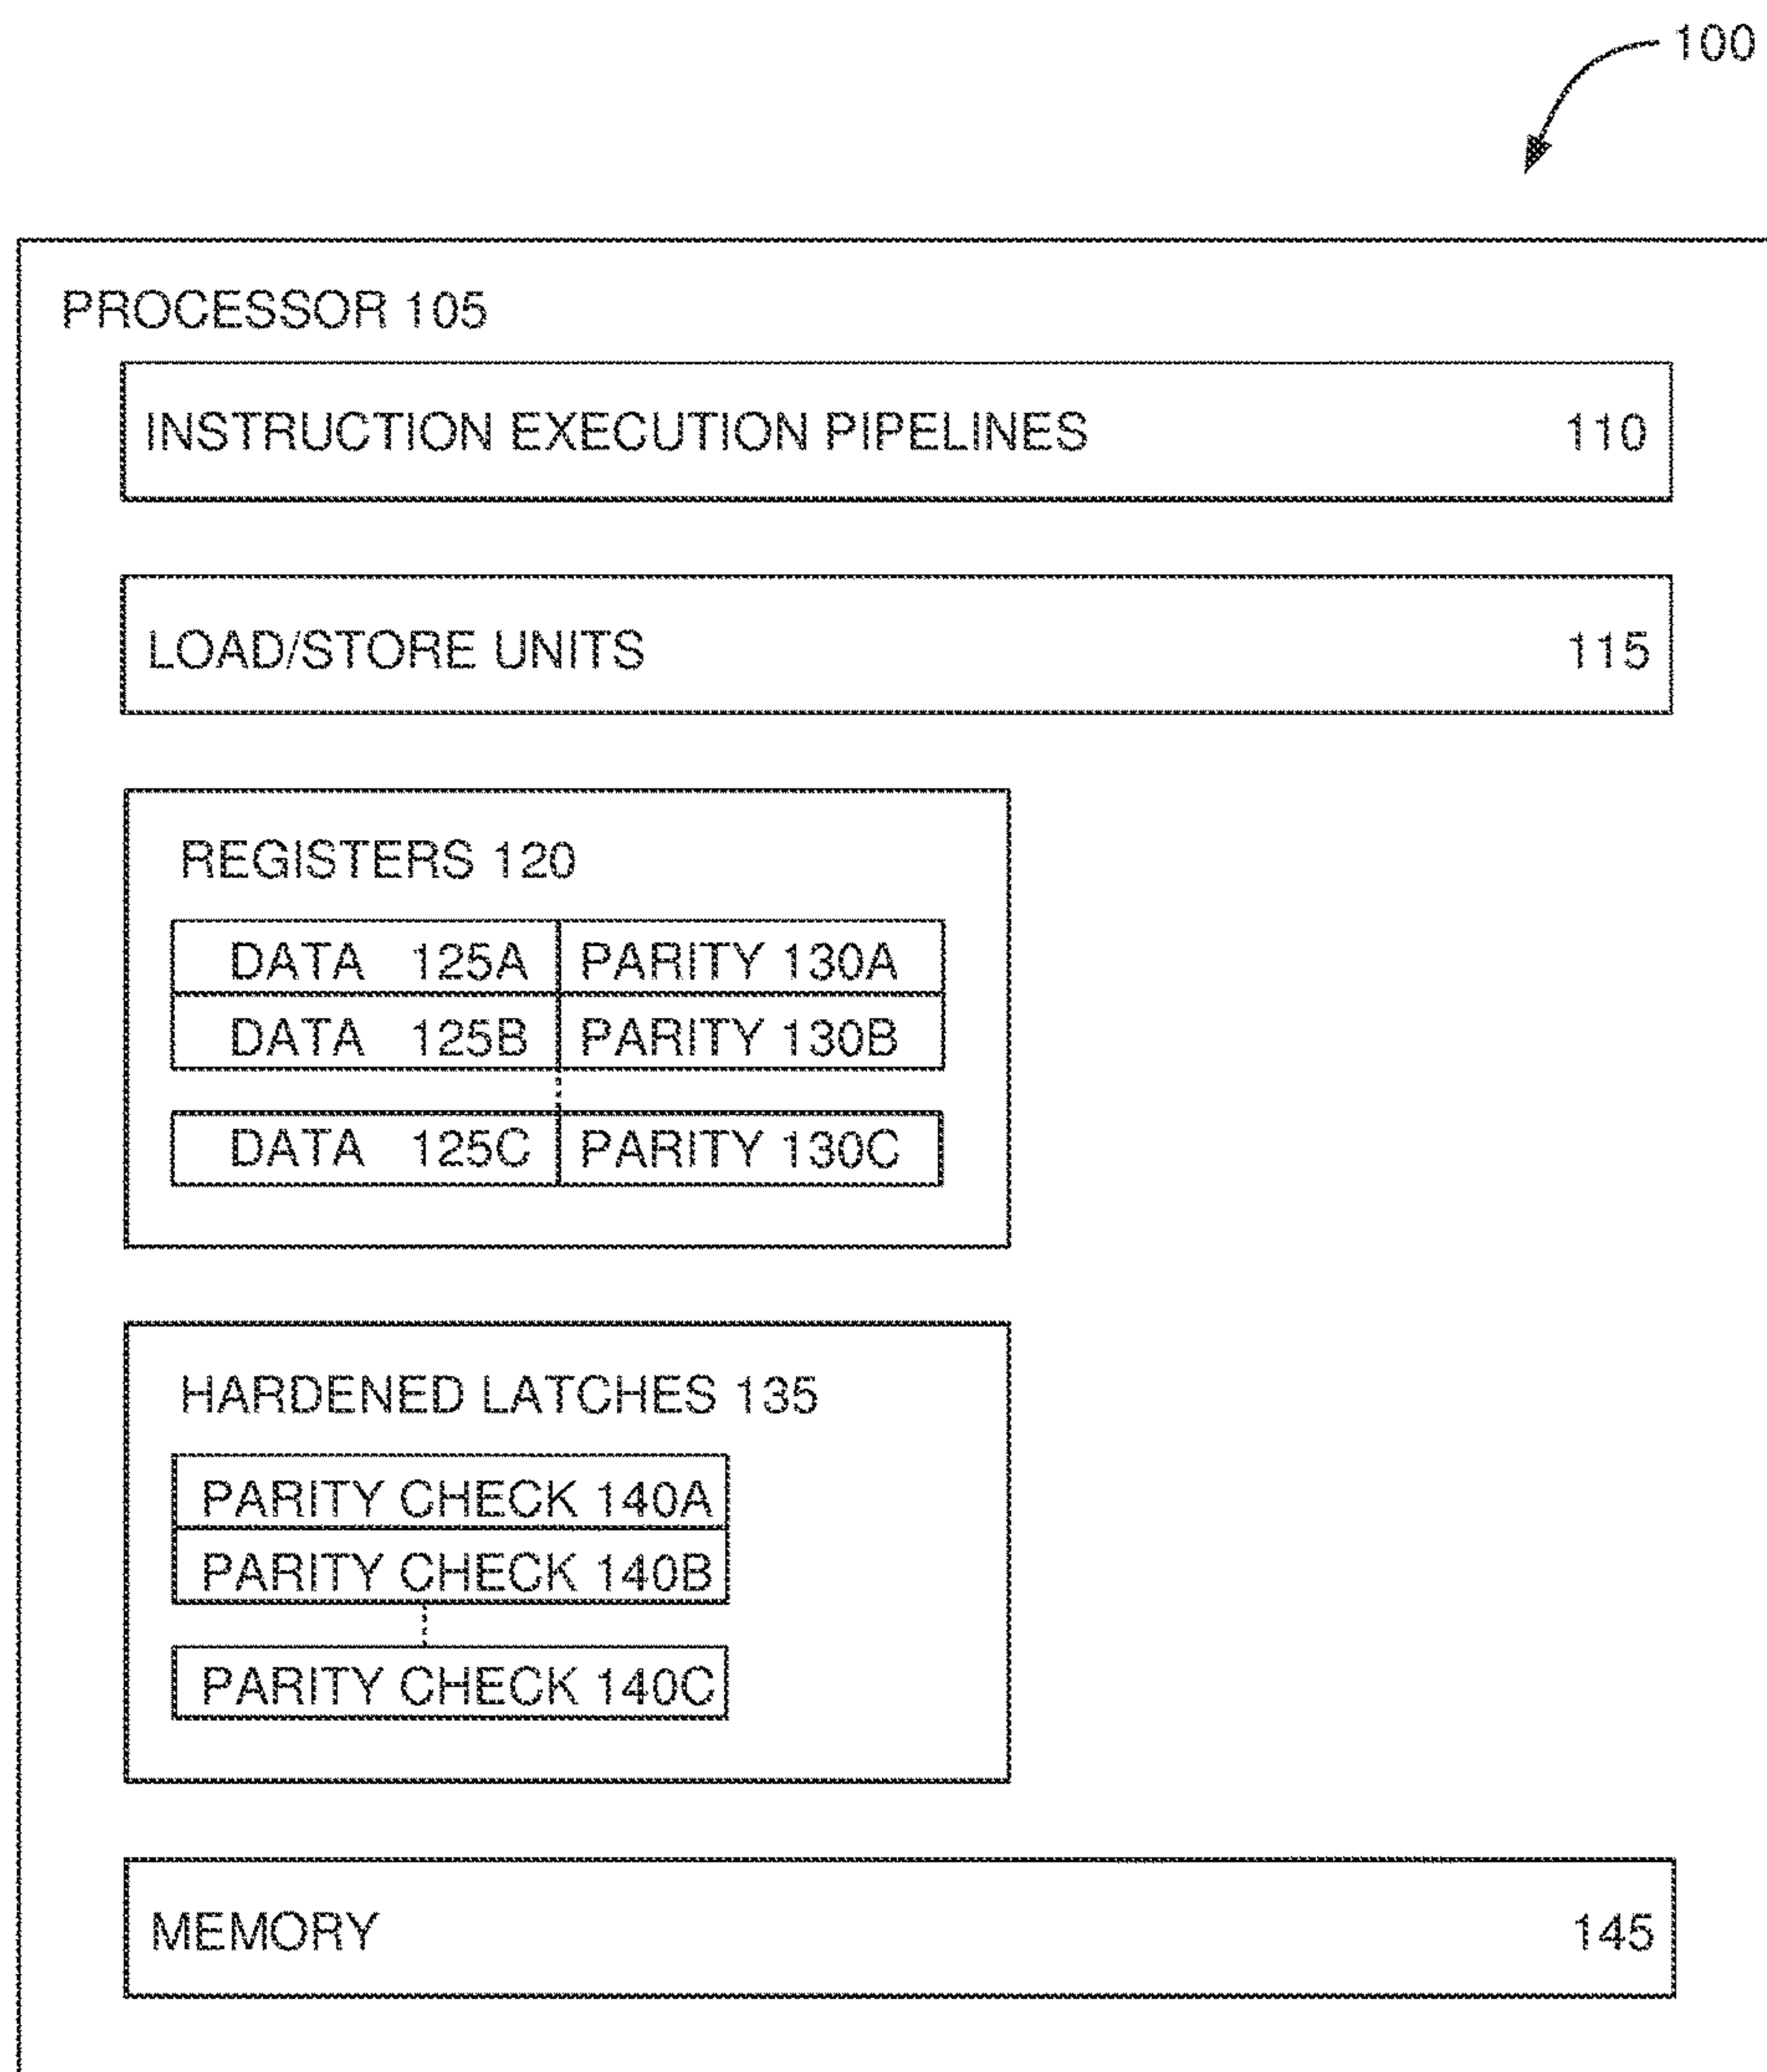 100
PROCESSOR 105
INSTRUCTION EXECUTION PIPELINES 110
LOAD/STORE UNITS 115
REGISTERS 120
DATA 125A PARITY 130A
DATA 125B PARITY 130B
DATA 125C PARITY 130C
HARDENED LATCHES 135
PARITY CHECK 140A
PARITY CHECK 140B
PARITY CHECK 140C
MEMORY 145